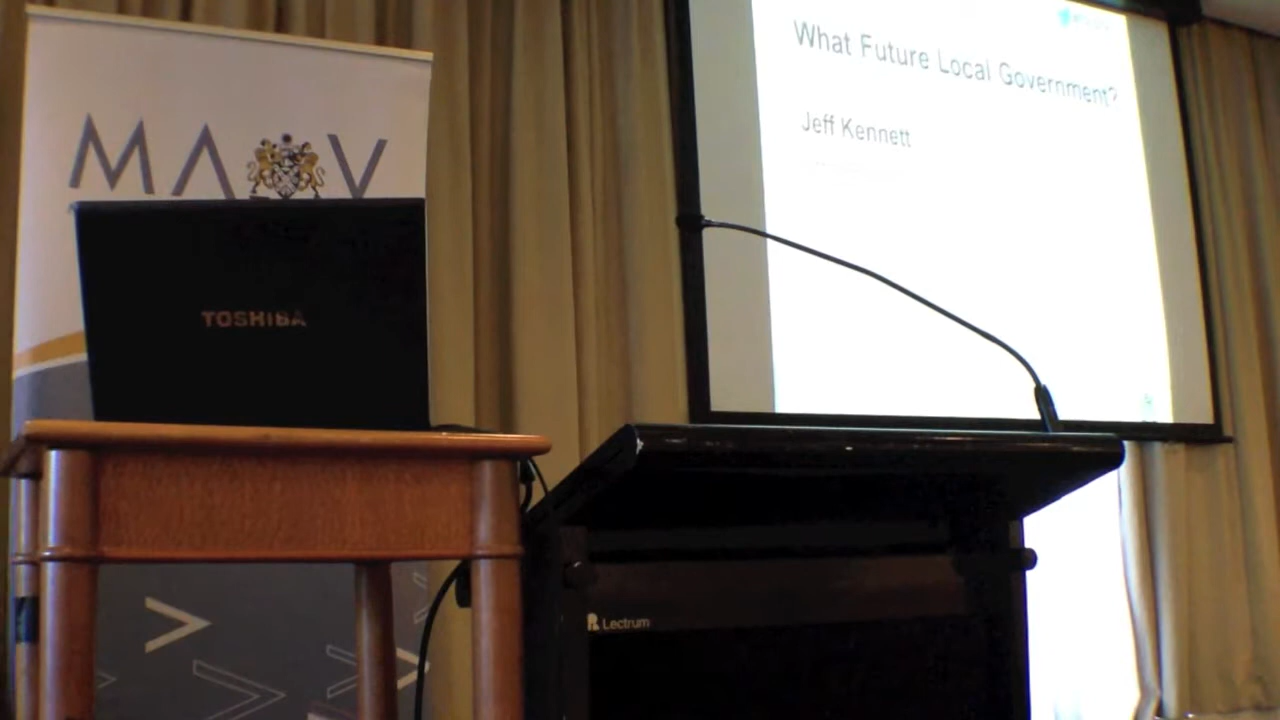 MAV
TOSHIBA
What Future Local Government?
Jeff Kennett
Lectrum